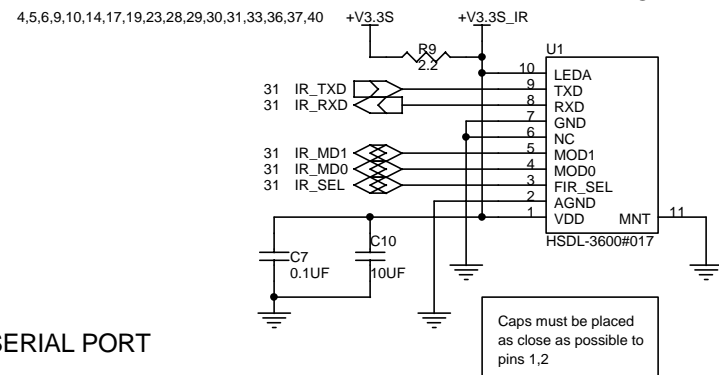 4,5,6,9,10,14,17,19,23,28,29,30,31,33,36,37,40 +V3.3S +V3.3S_IR
R9
2.2
U1
10 LEDA
31 IR_TXD 9 TXD
31 IR_RXD 8 RXD
7 GND
6 NC
31 IR_MD1 5 MOD1
31 IR_MD0 4 MOD0
31 IR_SEL 3 FIR_SEL
2 AGND
1 VDD MNT 11
HSDL-3600#017
C7
0.1UF
C10
10UF
Caps must be placed
as close as possible to
pins 1,2
SERIAL PORT